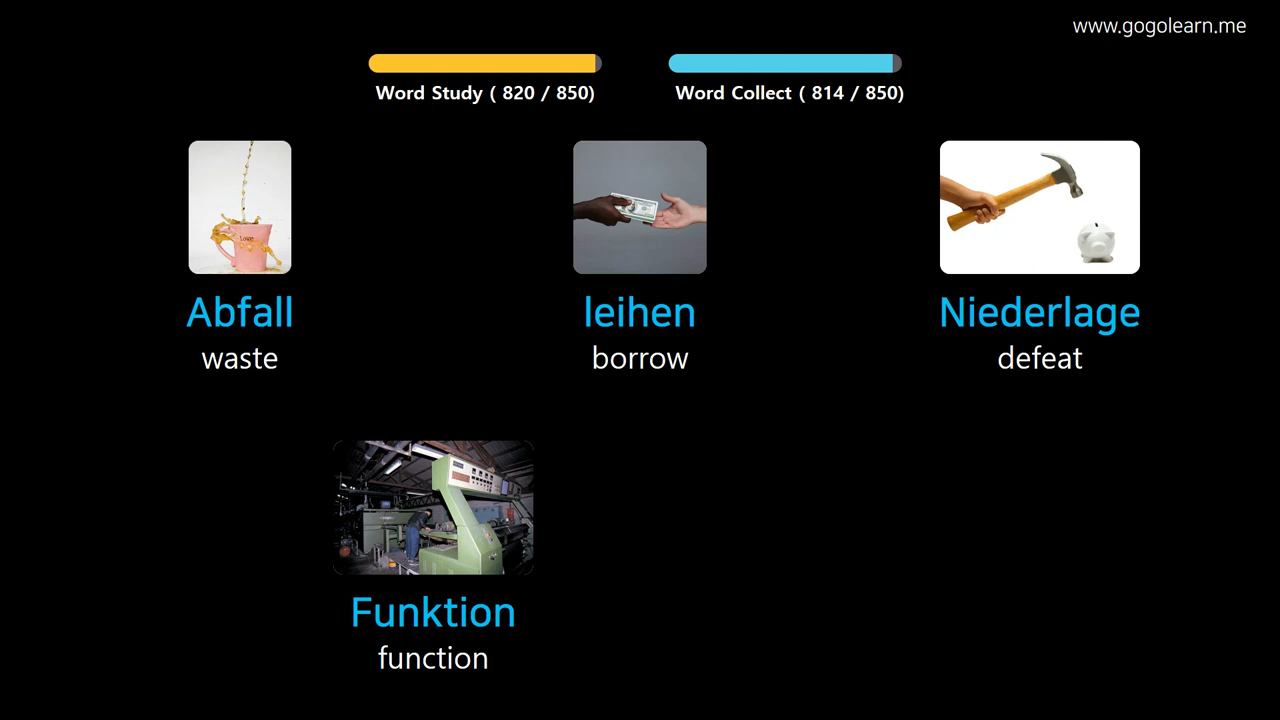 www.gogolearn.me
Word Study ( 820 / 850)
Word Collect ( 814 / 850)
Love
Abfall
waste
leihen
borrow
Niederlage
defeat
Funktion
function